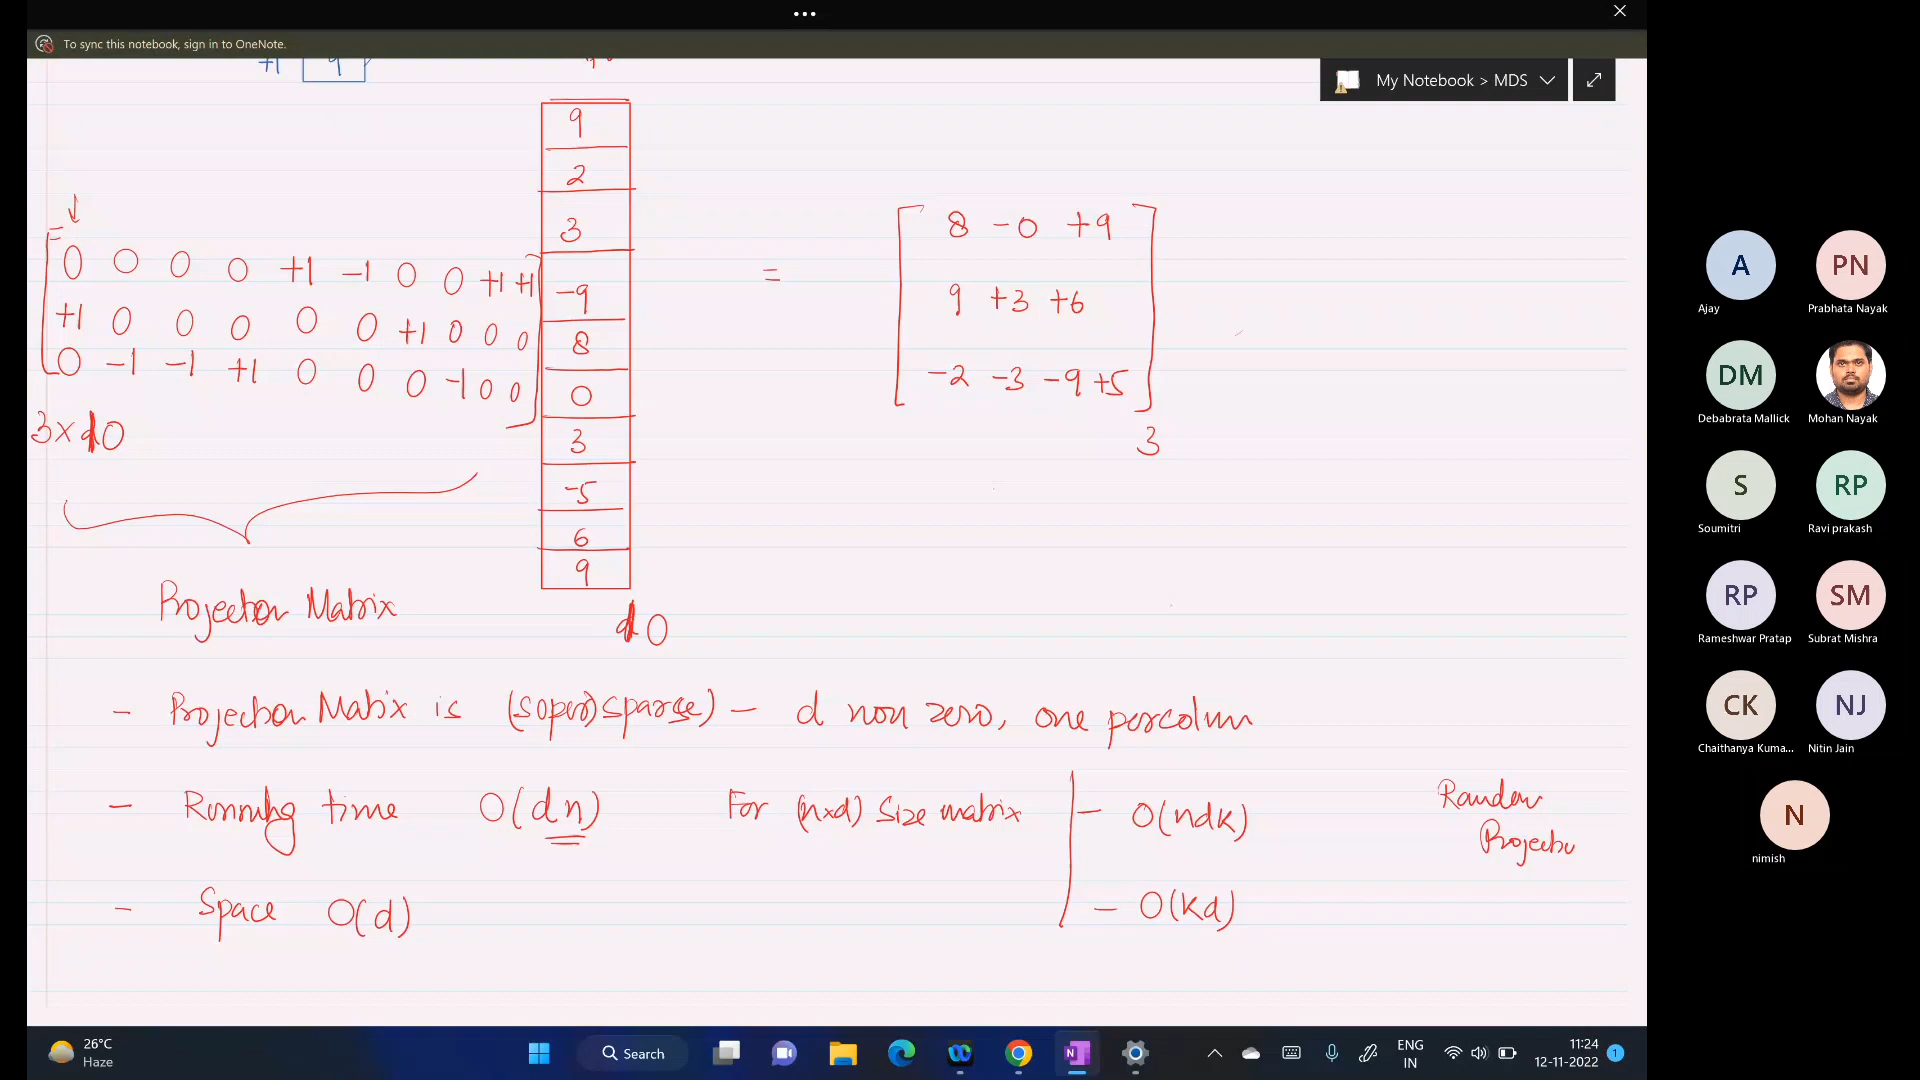 To sync this notebook, sign in to OneNote.
My Notebook > MDS
+1 9
9
2
3
-9
8
0
3
-5
6
9
0 0 0 0 +1 -1 0 0 +1 +1
+1 0 0 0 0 0 +1 0 0 0
0 -1 -1 +1 0 0 0 -1 0 0
3x10
10
=
8 -0 +9
9 +3 +6
-2 -3 -9 +5
3
Projection Matrix
- Projection Matrix is (super)sparse) - d non zero, one per colum
- Running time O(dn) For (nxd) Size matrix - O(ndk)
Random
Projectio
- Space O(d) - O(kd)
A
Ajay
PN
Prabhata Nayak
DM
Debabrata Mallick
Mohan Nayak
S
Soumitri
RP
Ravi prakash
RP
Rameshwar Pratap
SM
Subrat Mishra
CK
Chaithanya Kuma...
NJ
Nitin Jain
N
nimish
26°C
Haze
Search
ENG
IN
11:24
12-11-2022
1